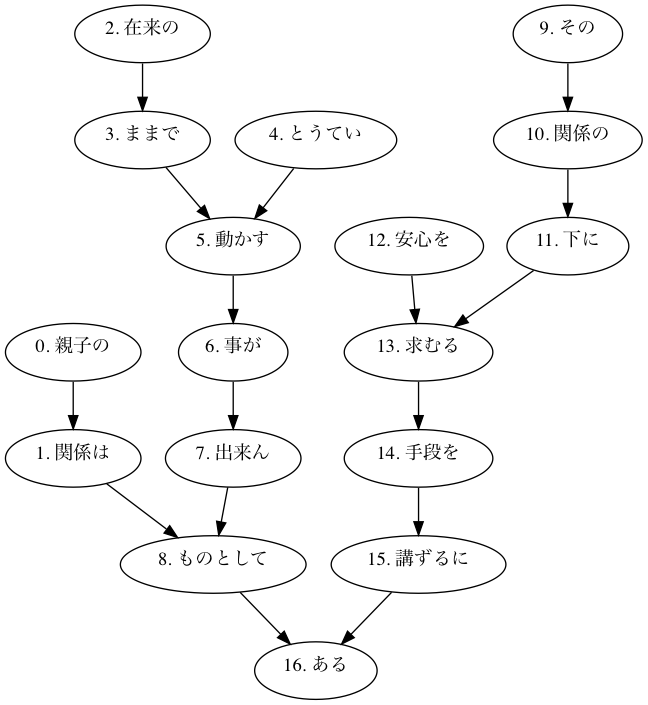 2. 在来の
9. その
3. ままで
4. とうてい
10. 関係の
5. 動かす
12. 安心を
11. 下に
0. 親子の
6. 事が
13. 求むる
1. 関係は
7. 出来ん
14. 手段を
8. ものとして
15. 講ずるに
16. ある